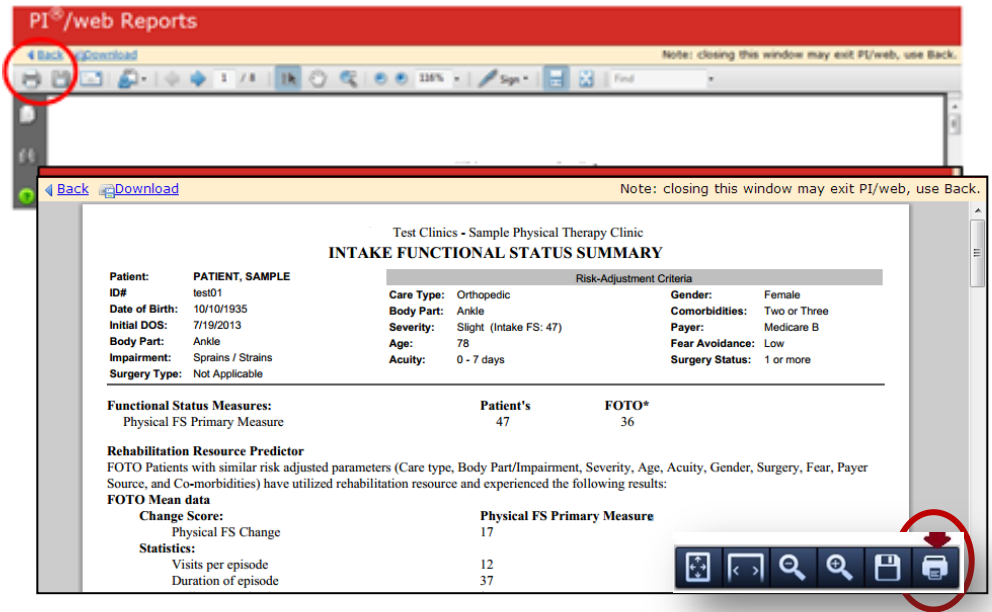 PI®/web Reports
Back Download Note: closing this window may exit PI/web, use Back.
1 / 8 116% Sign Find
Back Download Note: closing this window may exit PI/web, use Back.
Test Clinics - Sample Physical Therapy Clinic
INTAKE FUNCTIONAL STATUS SUMMARY
Patient: PATIENT, SAMPLE Risk-Adjustment Criteria
ID# test01 Care Type: Orthopedic Gender: Female
Date of Birth: 10/10/1935 Body Part: Ankle Comorbidities: Two or Three
Initial DOS: 7/19/2013 Severity: Slight (Intake FS: 47) Payer: Medicare B
Body Part: Ankle Age: 78 Fear Avoidance: Low
Impairment: Sprains / Strains Acuity: 0 - 7 days Surgery Status: 1 or more
Surgery Type: Not Applicable
Functional Status Measures: Patient's FOTO*
Physical FS Primary Measure 47 36
Rehabilitation Resource Predictor
FOTO Patients with similar risk adjusted parameters (Care type, Body Part/Impairment, Severity, Age, Acuity, Gender, Surgery, Fear, Payer
Source, and Co-morbidities) have utilized rehabilitation resource and experienced the following results:
FOTO Mean data
Change Score: Physical FS Primary Measure
Physical FS Change 17
Statistics:
Visits per episode 12
Duration of episode 37